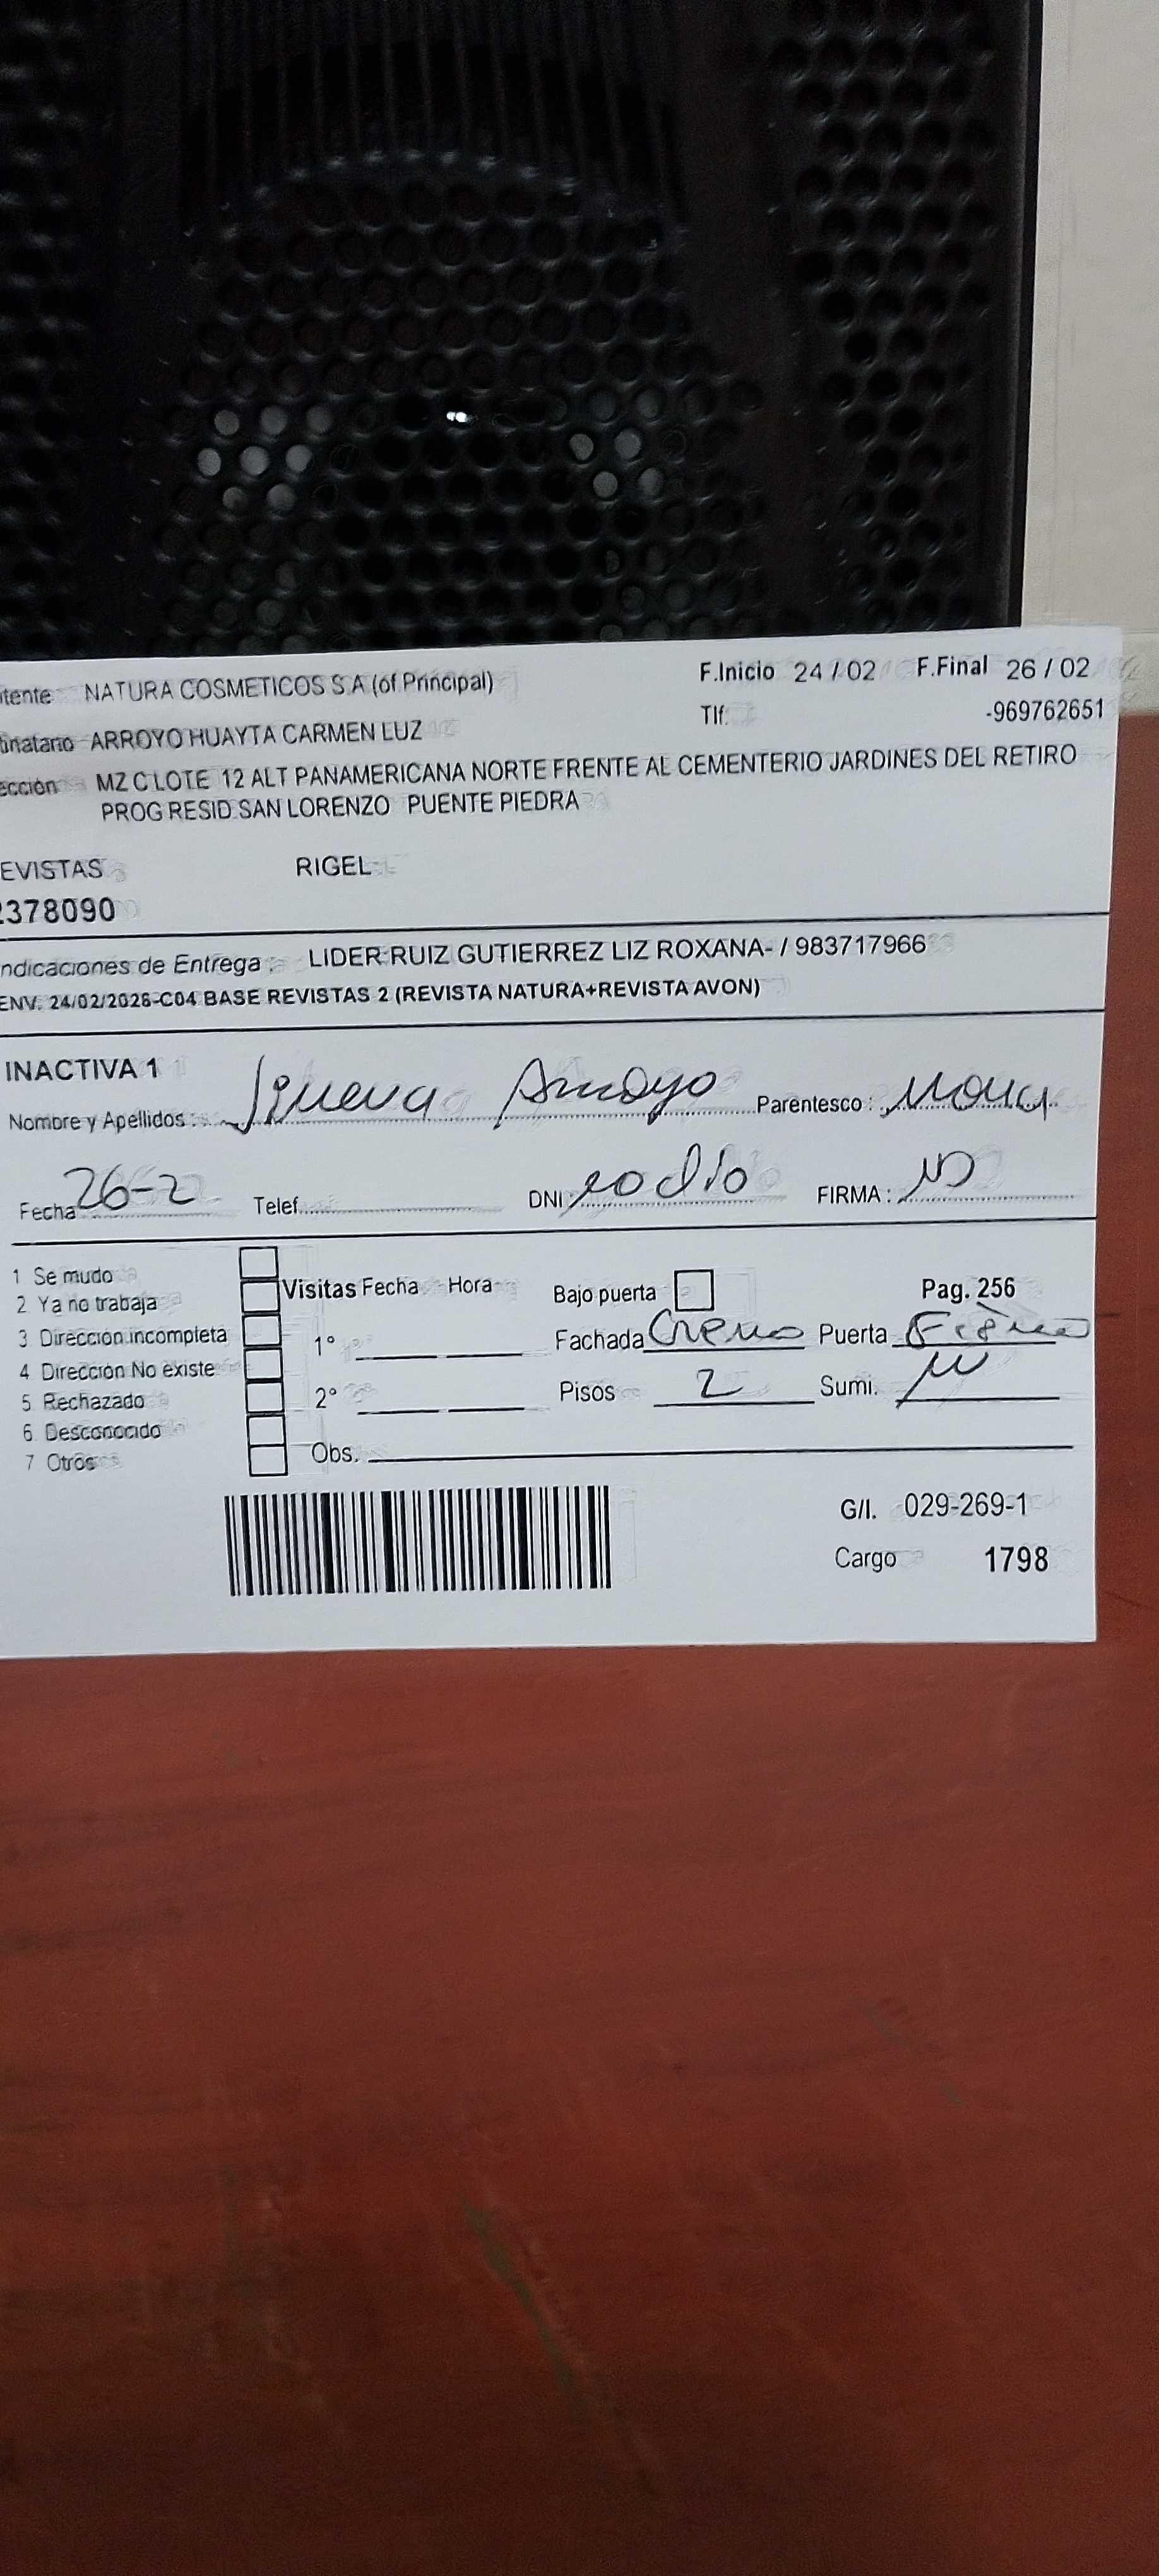 itente: NATURA COSMETICOS S.A (of.Principal) F.Inicio 24 / 02 F.Final 26 / 02
tinatario ARROYO HUAYTA CARMEN LUZ Tlf: -969762651
ección MZ C LOTE 12 ALT PANAMERICANA NORTE FRENTE AL CEMENTERIO JARDINES DEL RETIRO
PROG RESID SAN LORENZO PUENTE PIEDRA
EVISTAS RIGEL
2378090
ndicaciones de Entrega : LIDER:RUIZ GUTIERREZ LIZ ROXANA- / 983717966
ENV. 24/02/2026-C04 BASE REVISTAS 2 (REVISTA NATURA+REVISTA AVON)
INACTIVA 1
Nombre y Apellidos : Arroyo Parentesco :
Fecha 26-2 Telef. DNI: no dio FIRMA :
1 Se mudo
2 Ya no trabaja Visitas Fecha Hora Bajo puerta Pag. 256
3 Dirección incompleta 1° Fachada Crema Puerta Fierro
4 Dirección No existe
5 Rechazado 2° Pisos 2 Sumi.
6 Desconocido
7 Otros Obs.
G/I. 029-269-1
Cargo 1798